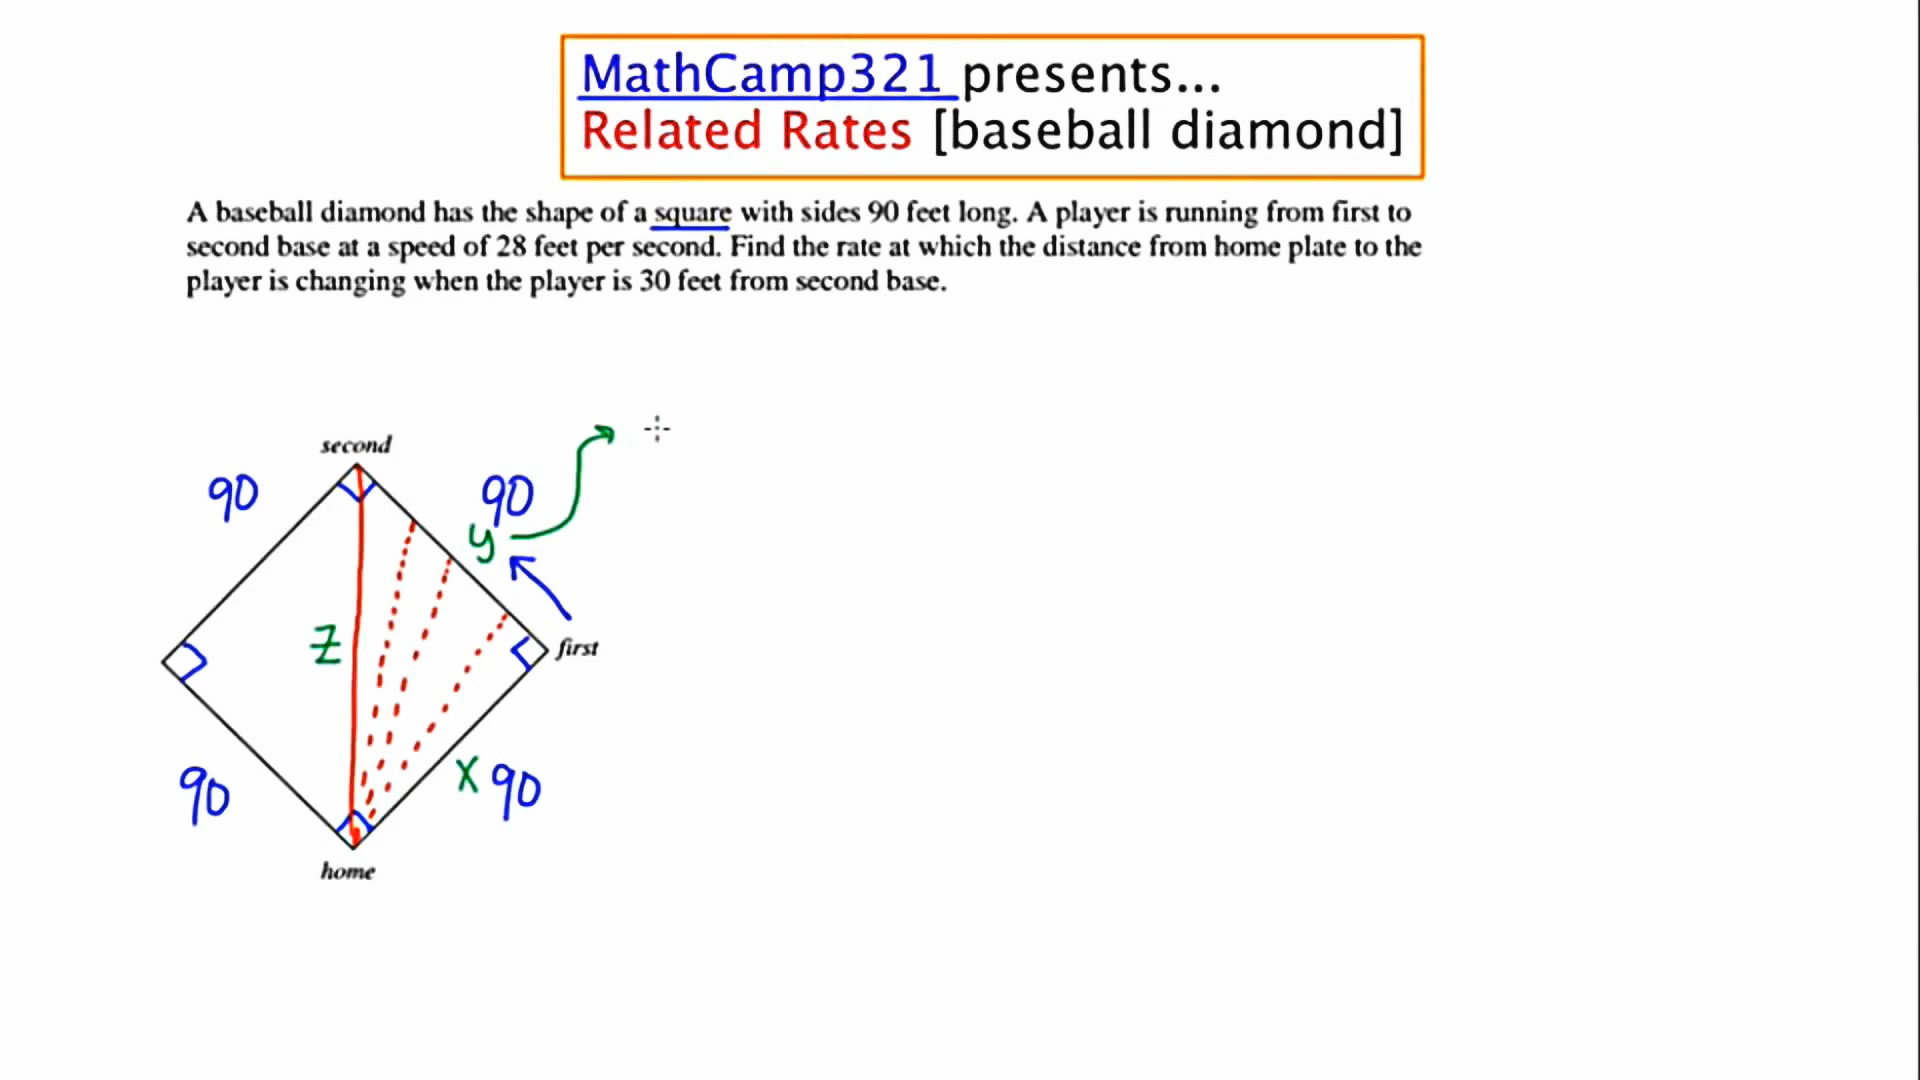 MathCamp321 presents...
Related Rates [baseball diamond]
A baseball diamond has the shape of a square with sides 90 feet long. A player is running from first to
second base at a speed of 28 feet per second. Find the rate at which the distance from home plate to the
player is changing when the player is 30 feet from second base.
second
90
90
y
z
first
90
x 90
home